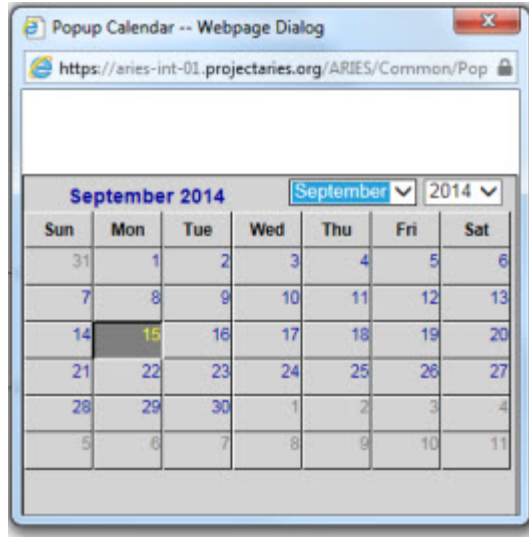 Popup Calendar -- Webpage Dialog
https://aries-int-01.projectaries.org/ARIES/Common/Pop
September 2014 September 2014
Sun Mon Tue Wed Thu Fri Sat
31 1 2 3 4 5 6
7 8 9 10 11 12 13
14 15 16 17 18 19 20
21 22 23 24 25 26 27
28 29 30 1 2 3 4
5 6 7 8 9 10 11